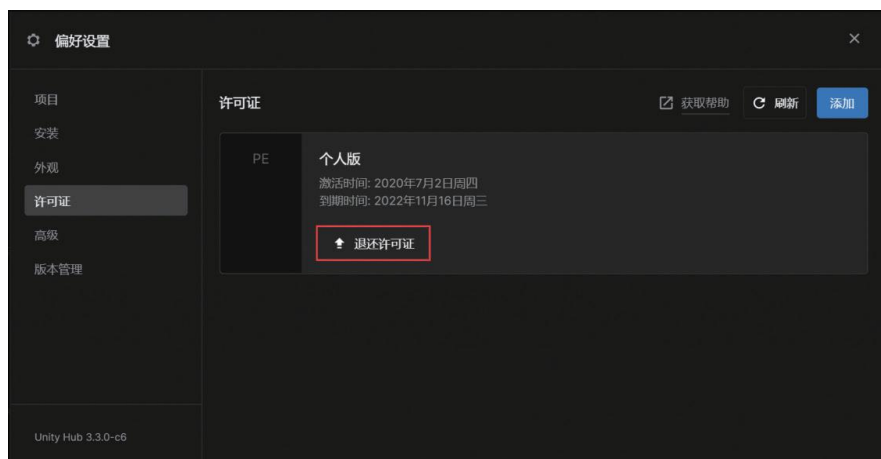 偏好设置
项目
安装
外观
许可证
高级
版本管理
Unity Hub 3.3.0-c6
许可证
获取帮助
刷新
添加
PE
个人版
激活时间: 2020年7月2日周四
到期时间: 2022年11月16日周三
退还许可证